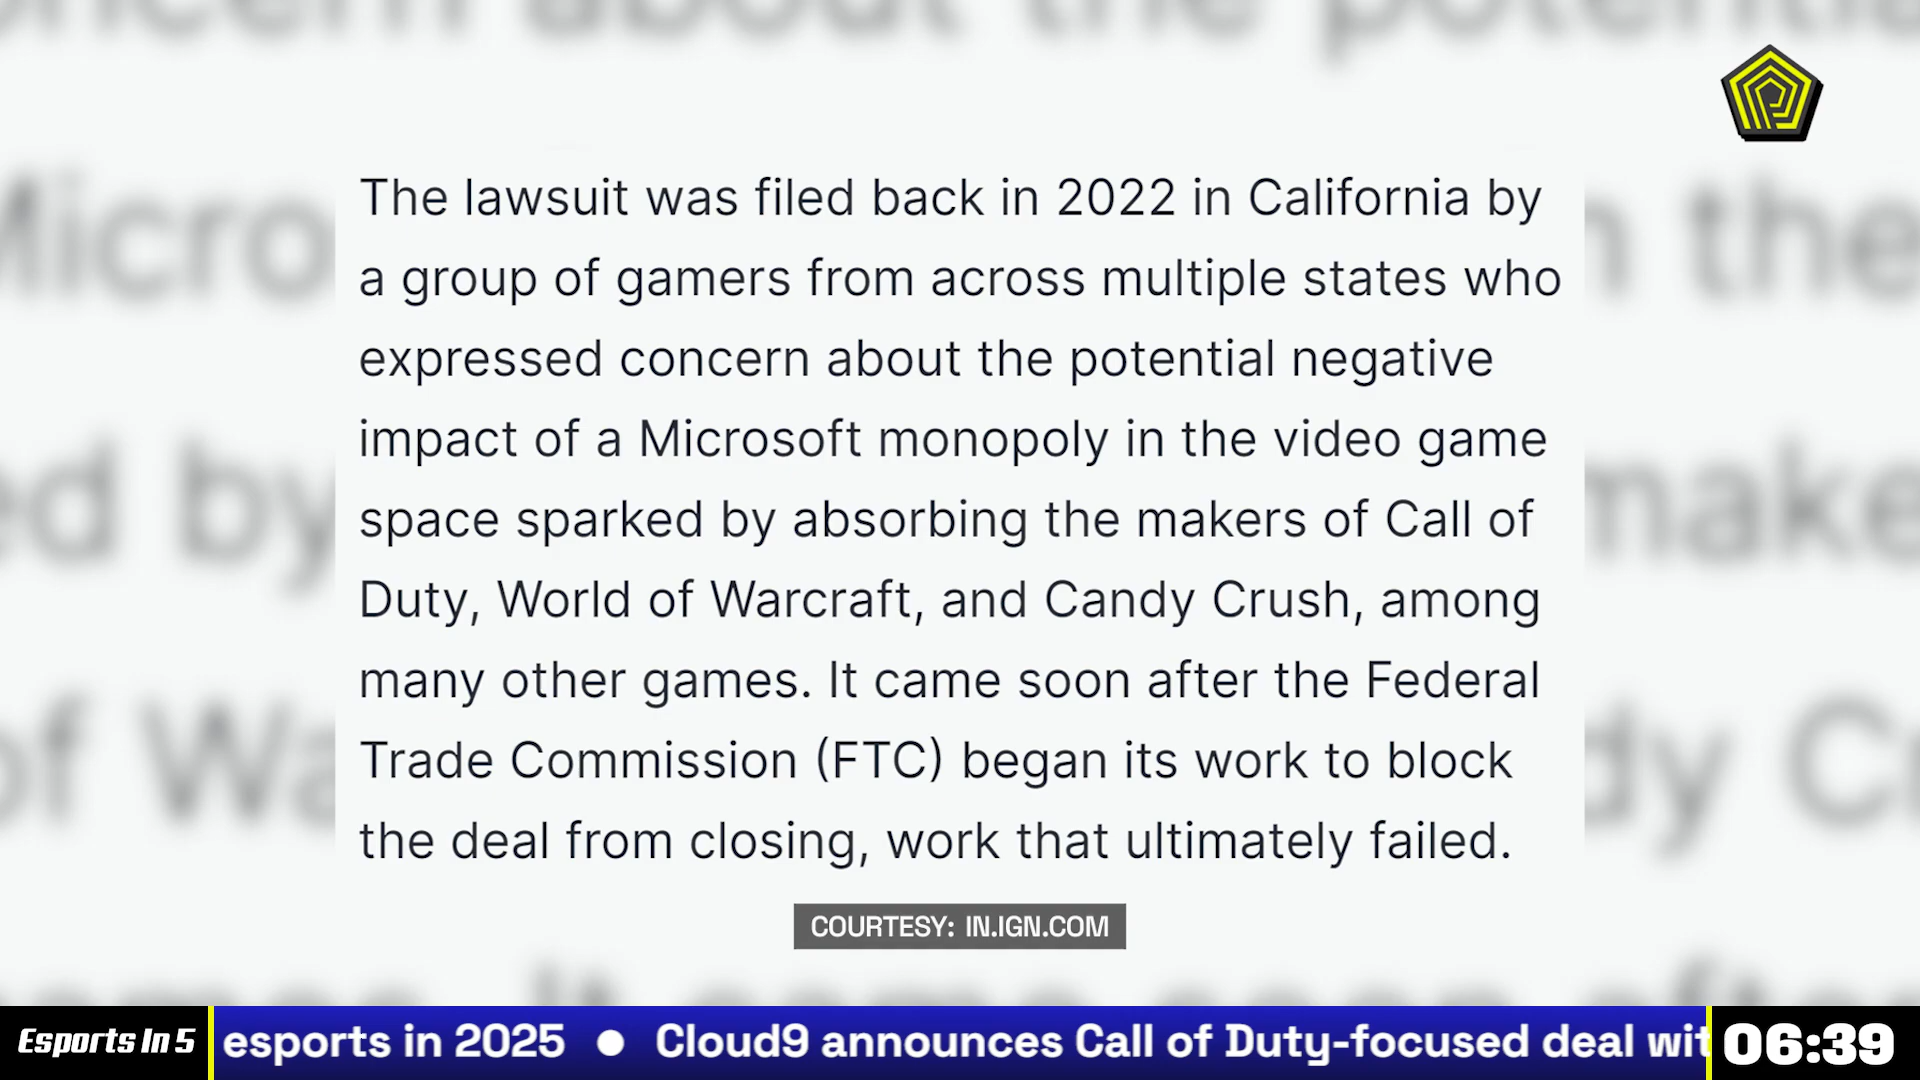 The lawsuit was filed back in 2022 in California by
a group of gamers from across multiple states who
expressed concern about the potential negative
impact of a Microsoft monopoly in the video game
space sparked by absorbing the makers of Call of
Duty, World of Warcraft, and Candy Crush, among
many other games. It came soon after the Federal
Trade Commission (FTC) began its work to block
the deal from closing, work that ultimately failed.
COURTESY: IN.IGN.COM
Esports In 5
esports in 2025 ● Cloud9 announces Call of Duty-focused deal wit
06:39